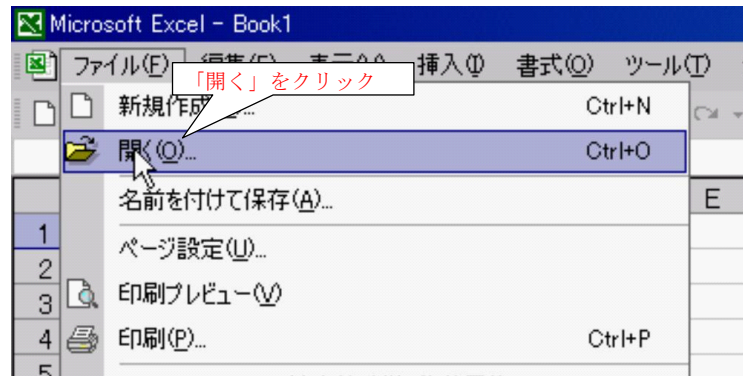 Microsoft Excel - Book1
ファイル(F) 挿入(I) 書式(O) ツール(T)
「開く」をクリック
新規作成 Ctrl+N
開く(O)... Ctrl+O
名前を付けて保存(A)...
E
1
ページ設定(U)...
2
印刷プレビュー(V)
3
4 印刷(P)... Ctrl+P
5